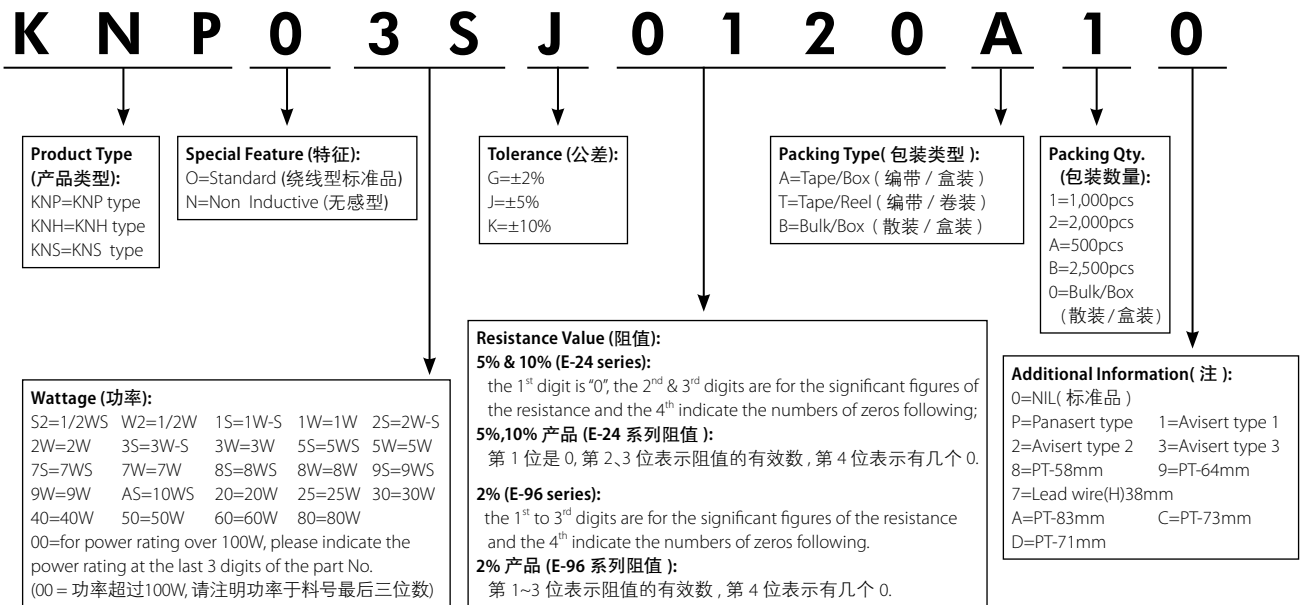 K N P 0 3 S J 0 1 2 0 A 1 0
Product Type
(产品类型):
KNP=KNP type
KNH=KNH type
KNS=KNS type
Special Feature (特征):
O=Standard (绕线型标准品)
N=Non Inductive (无感型)
Tolerance (公差):
G=±2%
J=±5%
K=±10%
Packing Type( 包装类型 ):
A=Tape/Box ( 编带 / 盒装 )
T=Tape/Reel ( 编带 / 卷装 )
B=Bulk/Box ( 散装 / 盒装 )
Packing Qty.
(包装数量):
1=1,000pcs
2=2,000pcs
A=500pcs
B=2,500pcs
0=Bulk/Box
(散装/盒装)
Wattage (功率):
S2=1/2WS W2=1/2W 1S=1W-S 1W=1W 2S=2W-S
2W=2W 3S=3W-S 3W=3W 5S=5WS 5W=5W
7S=7WS 7W=7W 8S=8WS 8W=8W 9S=9WS
9W=9W AS=10WS 20=20W 25=25W 30=30W
40=40W 50=50W 60=60W 80=80W
00=for power rating over 100W, please indicate the
power rating at the last 3 digits of the part No.
(00 = 功率超过100W, 请注明功率于料号最后三位数)
Resistance Value (阻值):
5% & 10% (E-24 series):
the 1st digit is “0”, the 2nd & 3rd digits are for the significant figures of
the resistance and the 4th indicate the numbers of zeros following;
5%,10% 产品 (E-24 系列阻值 ):
第 1 位是 0, 第 2、3 位表示阻值的有效数 , 第 4 位表示有几个 0.
2% (E-96 series):
the 1st to 3rd digits are for the significant figures of the resistance
and the 4th indicate the numbers of zeros following.
2% 产品 (E-96 系列阻值 ):
第 1~3 位表示阻值的有效数 , 第 4 位表示有几个 0.
Additional Information( 注 ):
0=NIL( 标准品 )
P=Panasert type 1=Avisert type 1
2=Avisert type 2 3=Avisert type 3
8=PT-58mm 9=PT-64mm
7=Lead wire(H)38mm
A=PT-83mm C=PT-73mm
D=PT-71mm